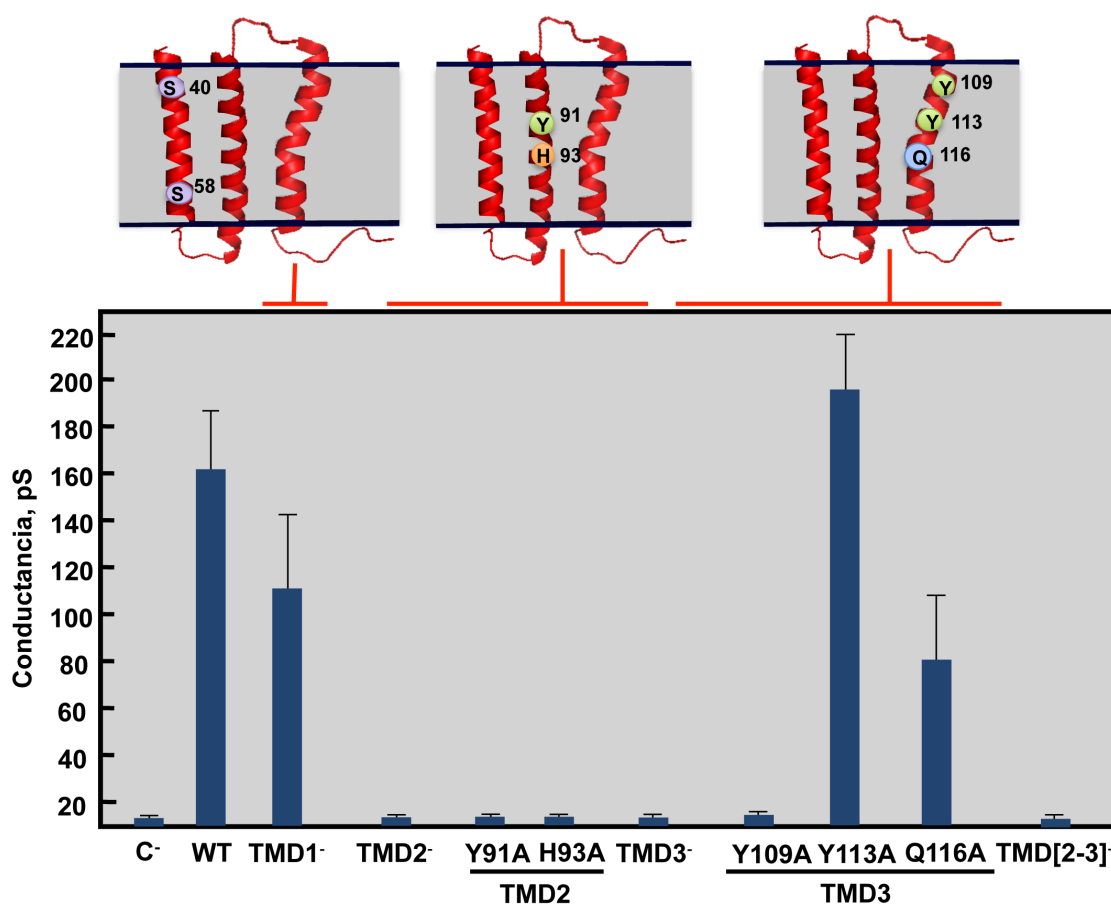 S 40
S 58
Y 91
H 93
Y 109
Y 113
Q 116
Conductancia, pS
220
200
180
160
140
120
100
80
60
40
20
C- WT TMD1- TMD2- Y91A H93A TMD3- Y109A Y113A Q116A TMD[2-3]-
TMD2 TMD3